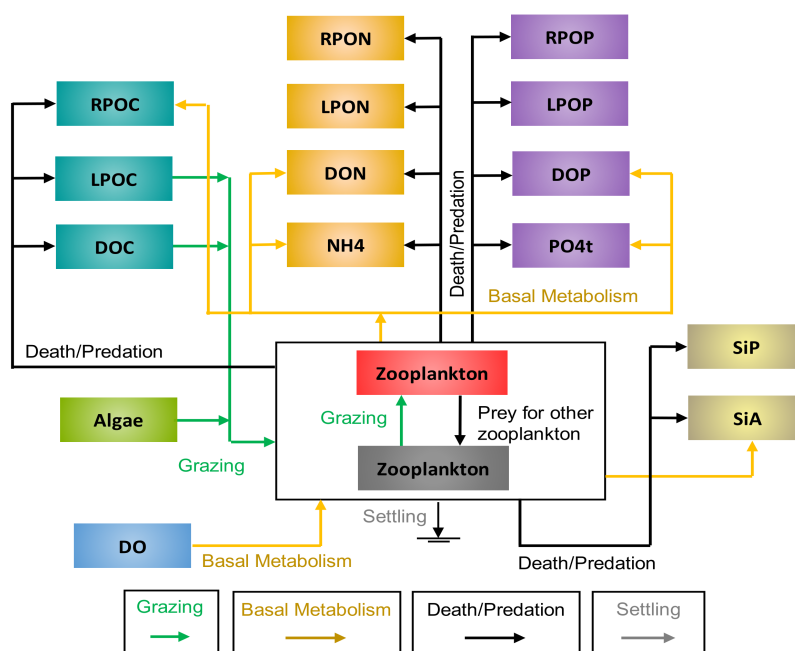 RPON
RPOP
RPOC
LPON
LPOP
LPOC
DON
DOP
DOC
NH4
PO4t
Death/Predation
Basal Metabolism
Death/Predation
SiP
Zooplankton
Algae
Grazing
Prey for other
zooplankton
SiA
Grazing
Zooplankton
Settling
DO
Basal Metabolism
Death/Predation
Grazing
Basal Metabolism
Death/Predation
Settling